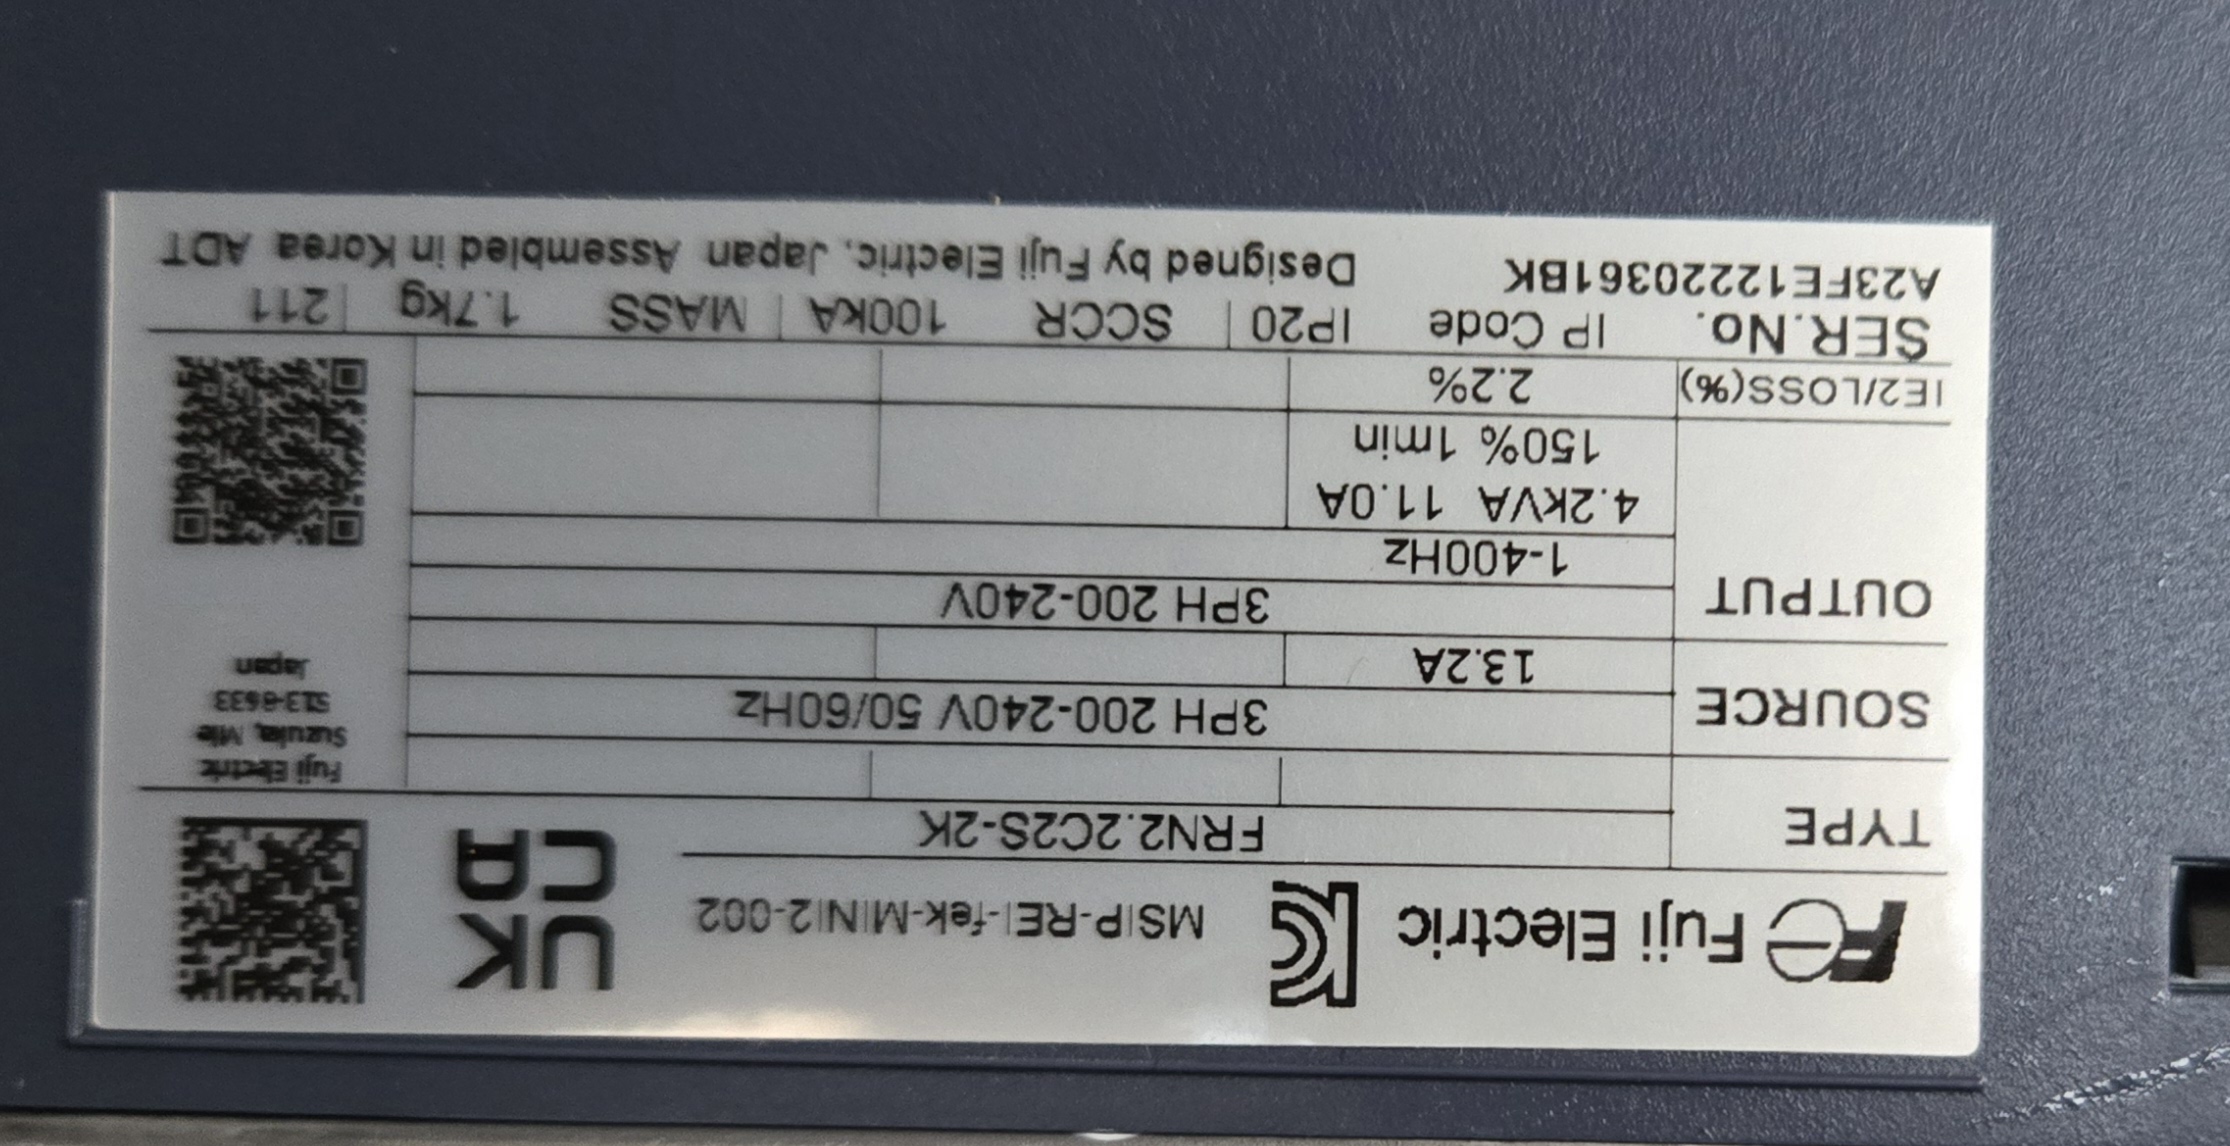 Fuji Electric
MSIP-REI-fek-MINI2-002
UK
CA
TYPE FRN2.2C2S-2K
SOURCE 3PH 200-240V 50/60Hz
13.2A
OUTPUT 3PH 200-240V
1-400Hz
4.2kVA 11.0A
150% 1min
IE2/LOSS(%) 2.2%
Fuji Electric
Suzuka, Mie
513-8633
Japan
SER.No. IP Code IP20 SCCR 100kA MASS 1.7kg 211
A23FE12220361BK Designed by Fuji Electric, Japan Assembled in Korea ADT